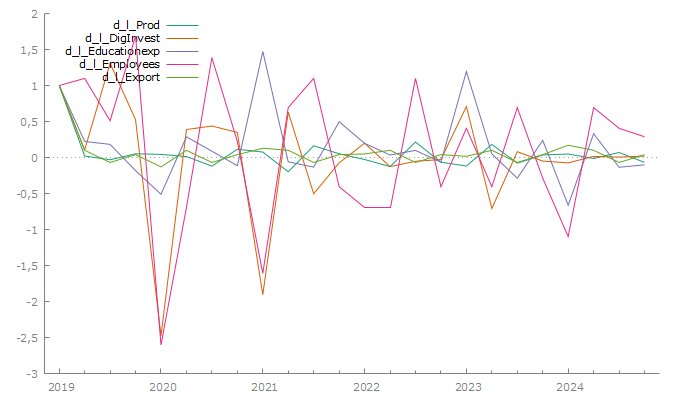 d_l_Prod
d_l_DigInvest
d_l_Educationexp
d_l_Employees
d_l_Export
2
1,5
1
0,5
0
-0,5
-1
-1,5
-2
-2,5
-3
2019 2020 2021 2022 2023 2024